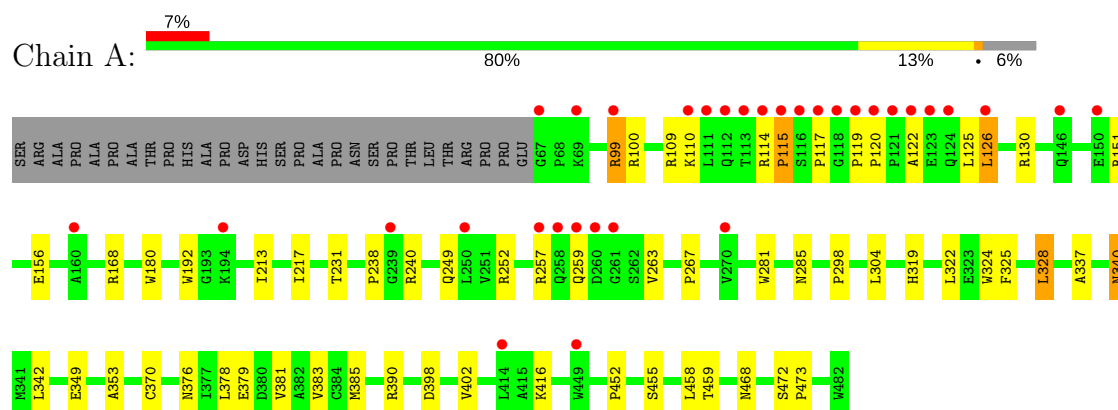 7%
Chain A:
80% 13% • 6%
SER ARG ALA PRO ALA PRO ALA THR PRO HIS ALA PRO ASP HIS SER PRO ALA PRO ASN SER PRO THR LEU THR ARG PRO PRO GLU G67 P68 K69 R99 R100 R109 K110 L111 Q112 T113 R114 P115 S116 P117 G118 P119 P120 P121 A122 E123 Q124 L125 L126 R130 Q146 E150 R151
E156 A160 R168 W180 W192 G193 K194 I213 I217 T231 P238 G239 R240 Q249 L250 V251 R252 R257 Q258 Q259 D260 G261 S262 V263 P267 V270 W281 N285 P298 L304 H319 L322 E323 W324 F325 L328 A337 N340
M341 L342 E349 A353 C370 N376 I377 L378 E379 D380 V381 A382 V383 C384 M385 R390 D398 V402 L414 A415 K416 W449 P452 S455 L458 T459 N468 S472 P473 W482